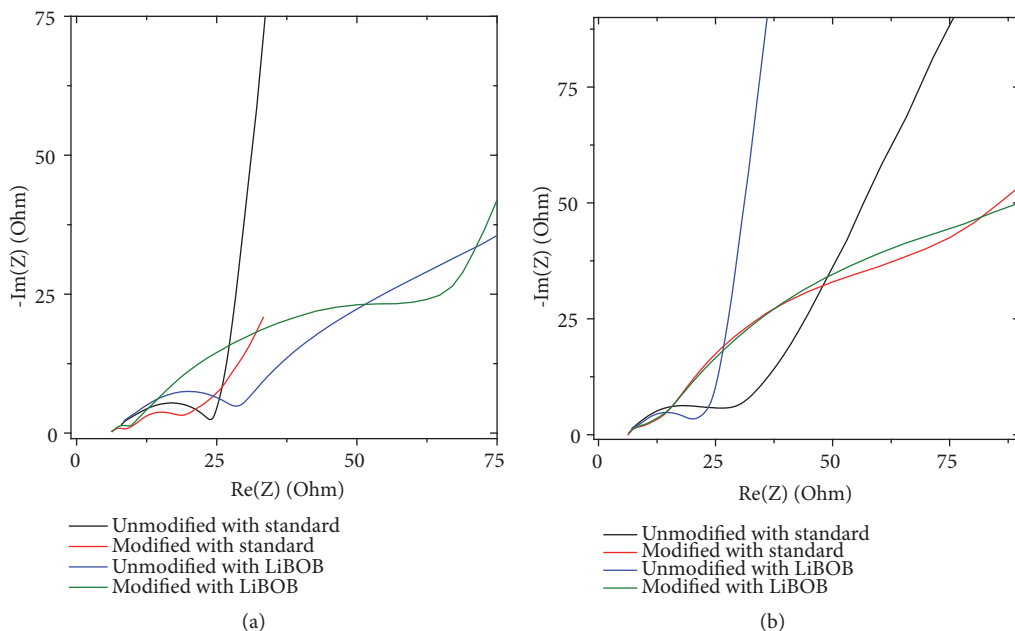 75
50
25
0
-Im(Z) (Ohm)
0 25 50 75
Re(Z) (Ohm)
Unmodified with standard
Modified with standard
Unmodified with LiBOB
Modified with LiBOB
(a)
75
50
25
0
-Im(Z) (Ohm)
0 25 50 75
Re(Z) (Ohm)
Unmodified with standard
Modified with standard
Unmodified with LiBOB
Modified with LiBOB
(b)